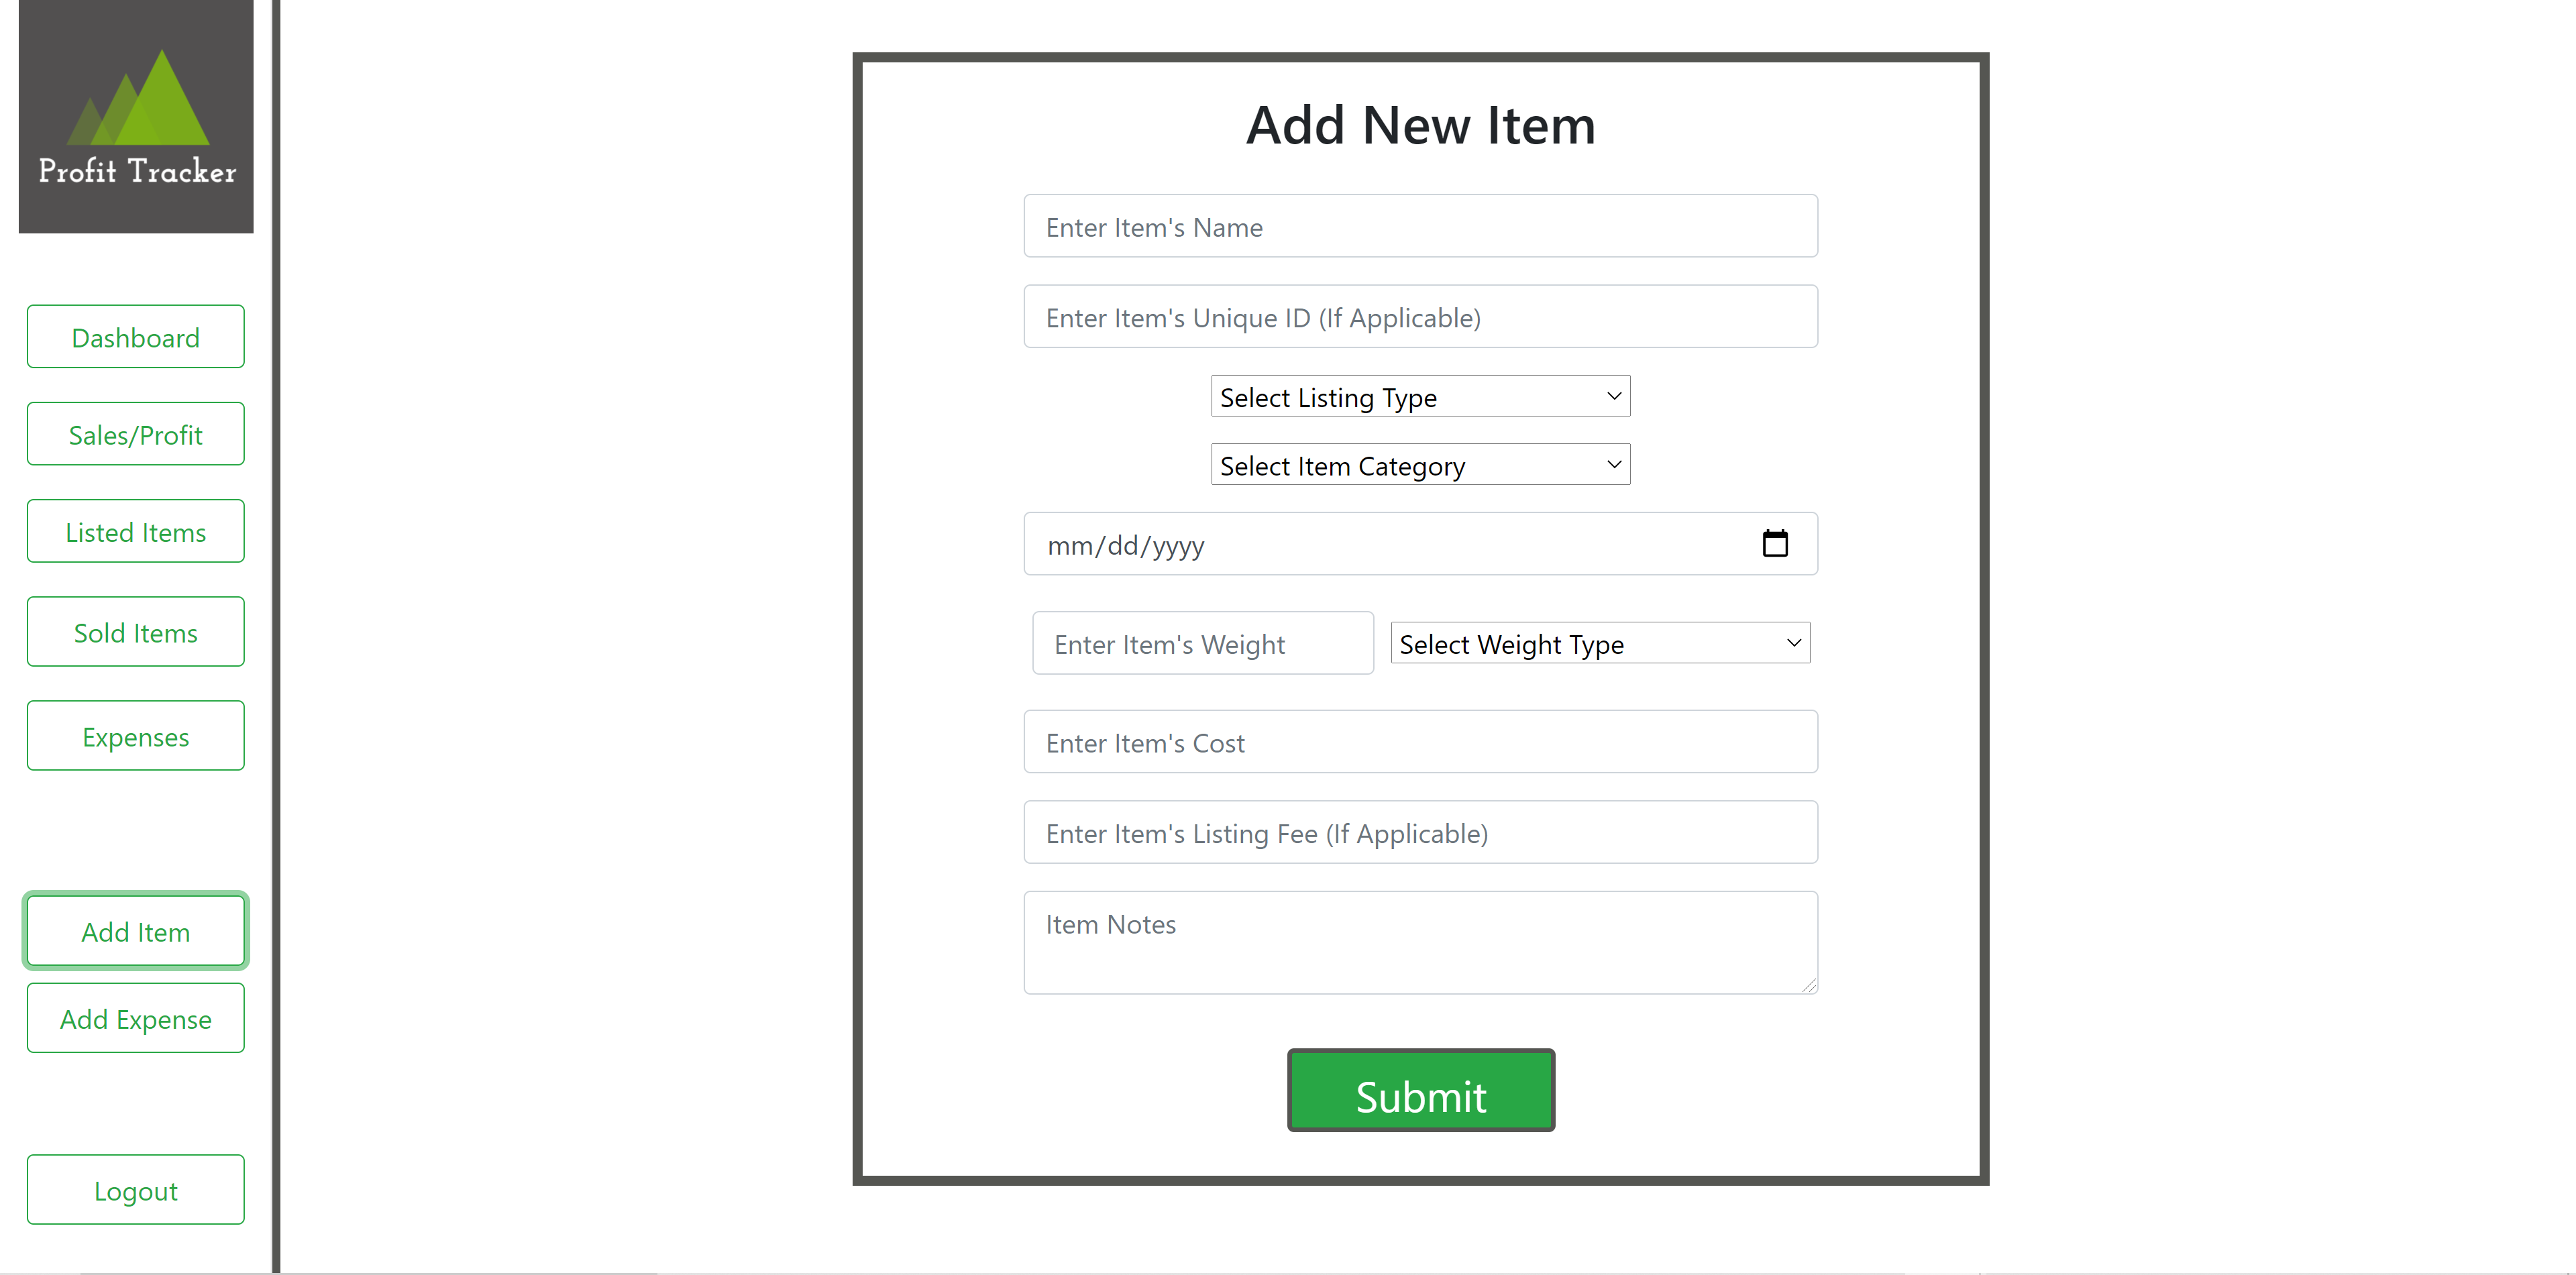 Profit Tracker
Dashboard
Sales/Profit
Listed Items
Sold Items
Expenses
Add Item
Add Expense
Logout
Add New Item
Enter Item's Name
Enter Item's Unique ID (If Applicable)
Select Listing Type
Select Item Category
mm/dd/yyyy
Enter Item's Weight
Select Weight Type
Enter Item's Cost
Enter Item's Listing Fee (If Applicable)
Item Notes
Submit